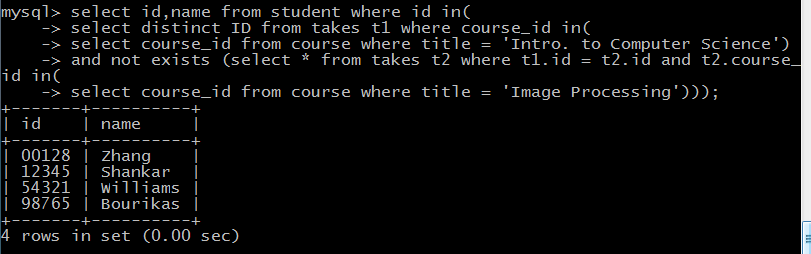 mysql> select id,name from student where id in(
    -> select distinct ID from takes t1 where course_id in(
    -> select course_id from course where title = 'Intro. to Computer Science')
    -> and not exists (select * from takes t2 where t1.id = t2.id and t2.course_
id in(
    -> select course_id from course where title = 'Image Processing')));
+-------+----------+
| id    | name     |
+-------+----------+
| 00128 | Zhang    |
| 12345 | Shankar  |
| 54321 | Williams |
| 98765 | Bourikas |
+-------+----------+
4 rows in set (0.00 sec)